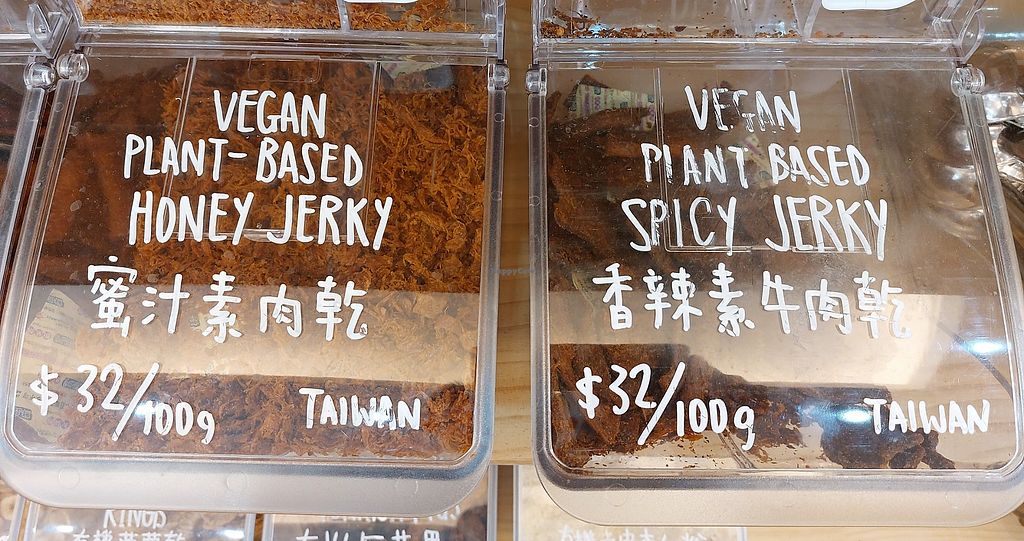 VEGAN
PLANT-BASED
HONEY JERKY
蜜汁素肉乾
$32/100g
TAIWAN
VEGAN
PLANT BASED
SPICY JERKY
香辣素牛肉乾
$32/100g
TAIWAN
KINGS